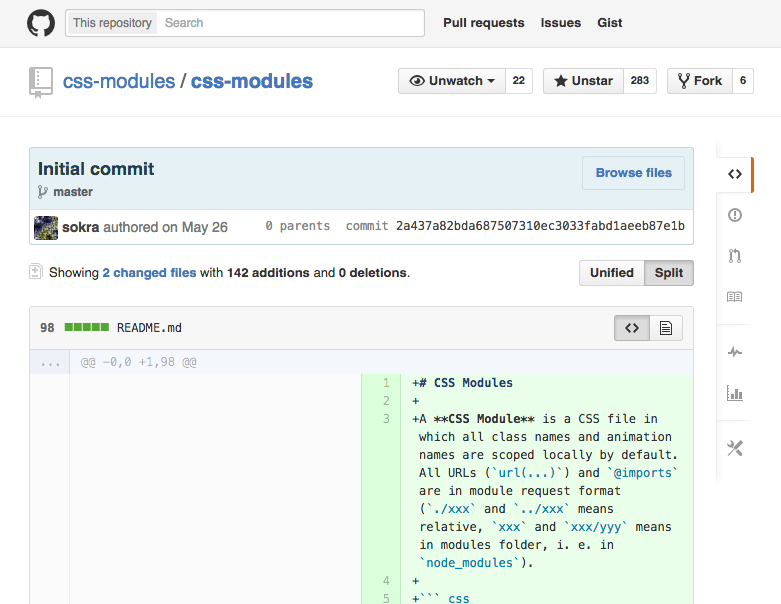 This repository Search Pull requests Issues Gist
css-modules / css-modules Unwatch 22 Unstar 283 Fork 6
Initial commit
Browse files
master
sokra authored on May 26 0 parents commit 2a437a82bda687507310ec3033fabd1aeeb87e1b
Showing 2 changed files with 142 additions and 0 deletions. Unified Split
98 README.md
... @@ -0,0 +1,98 @@
1 +# CSS Modules
2 +
3 +A **CSS Module** is a CSS file in
which all class names and animation
names are scoped locally by default.
All URLs (`url(...)`) and `@imports`
are in module request format
(`./xxx` and `../xxx` means
relative, `xxx` and `xxx/yyy` means
in modules folder, i. e. in
`node_modules`).
4 +
5 +``` css